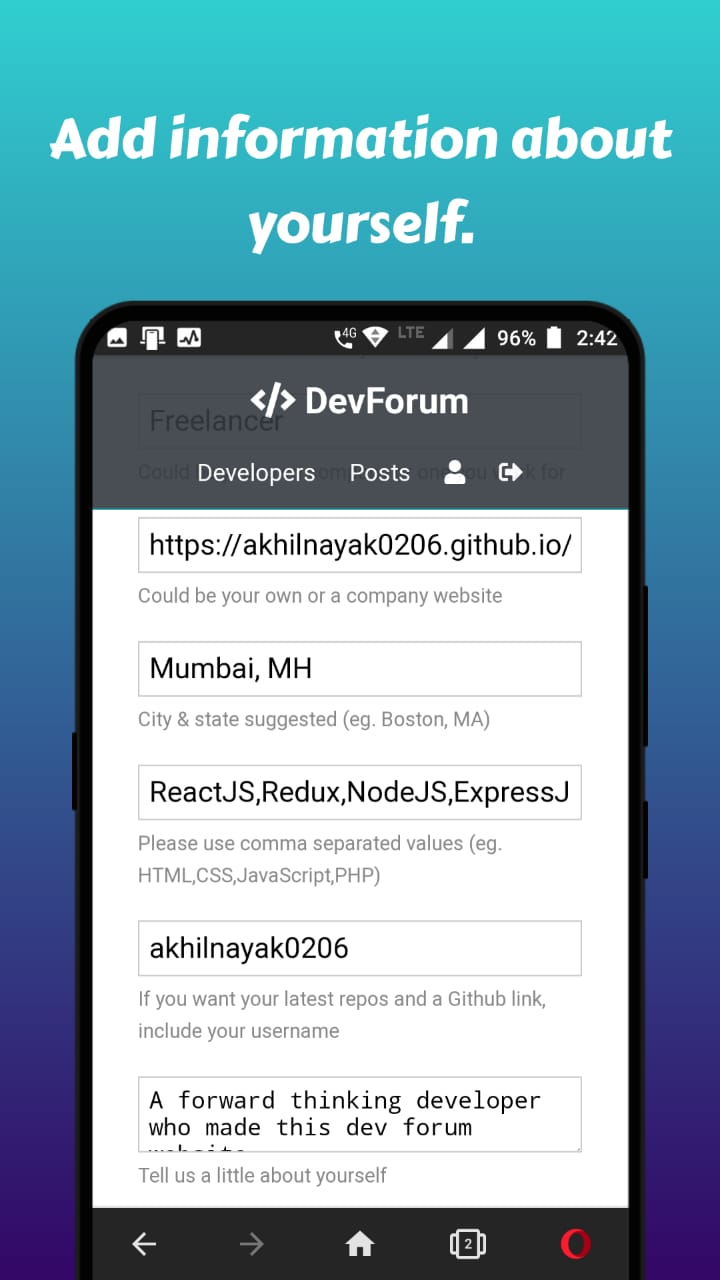 Add information about
yourself.
4G LTE 96% 2:42
</> DevForum
Freelancer
Developers Posts
Could for
https://akhilnayak0206.github.io/
Could be your own or a company website
Mumbai, MH
City & state suggested (eg. Boston, MA)
ReactJS,Redux,NodeJS,ExpressJ
Please use comma separated values (eg.
HTML,CSS,JavaScript,PHP)
akhilnayak0206
If you want your latest repos and a Github link,
include your username
A forward thinking developer
who made this dev forum
Tell us a little about yourself
2